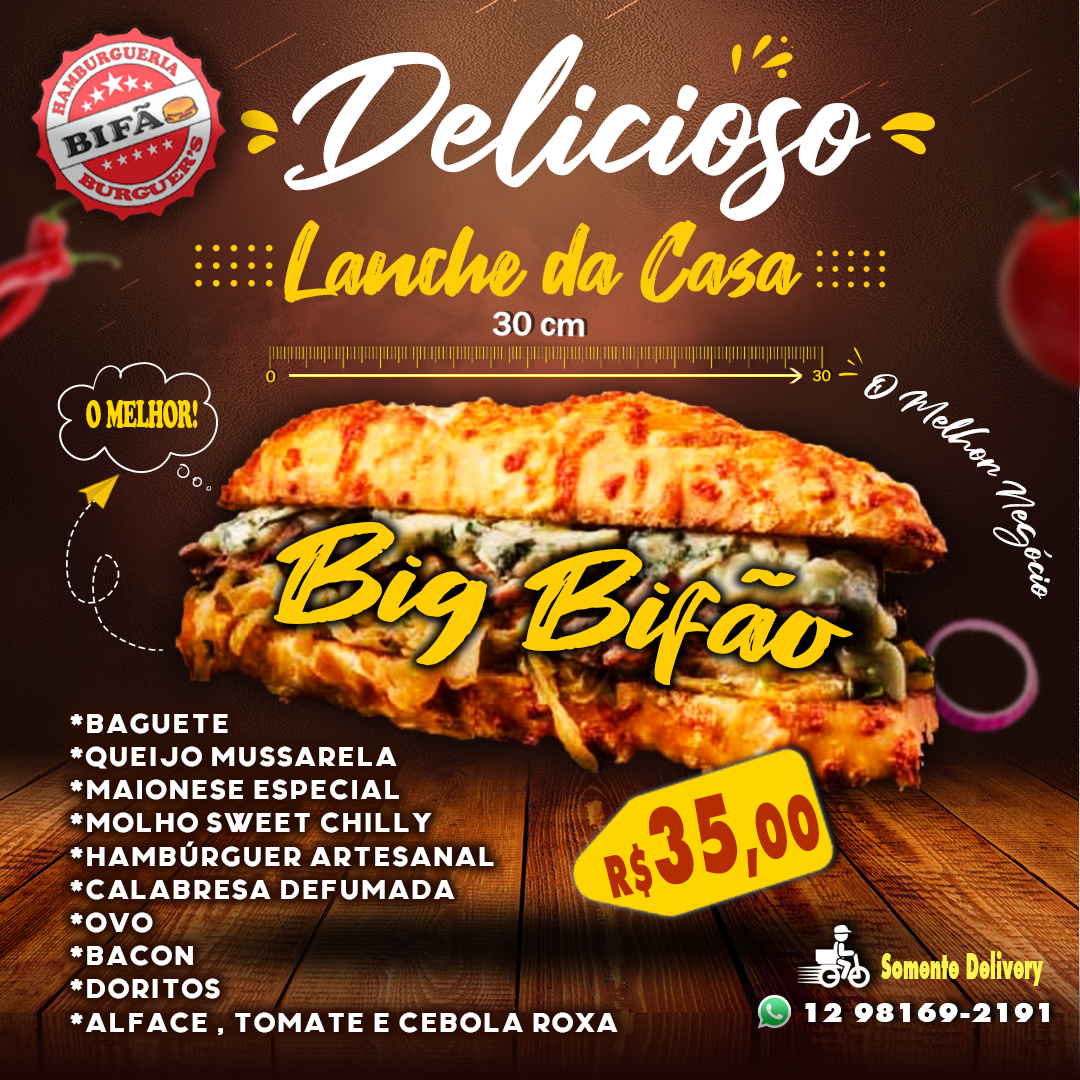 HAMBURGUERIA
BIFÃO
BURGUER'S
Delicioso
Lanche da Casa
30 cm
0
30
O MELHOR!
O Melhor Negócio
Big Bifão
*BAGUETE
*QUEIJO MUSSARELA
*MAIONESE ESPECIAL
*MOLHO SWEET CHILLY
*HAMBÚRGUER ARTESANAL
*CALABRESA DEFUMADA
*OVO
*BACON
*DORITOS
*ALFACE , TOMATE E CEBOLA ROXA
R$35,00
Somente Delivery
12 98169-2191